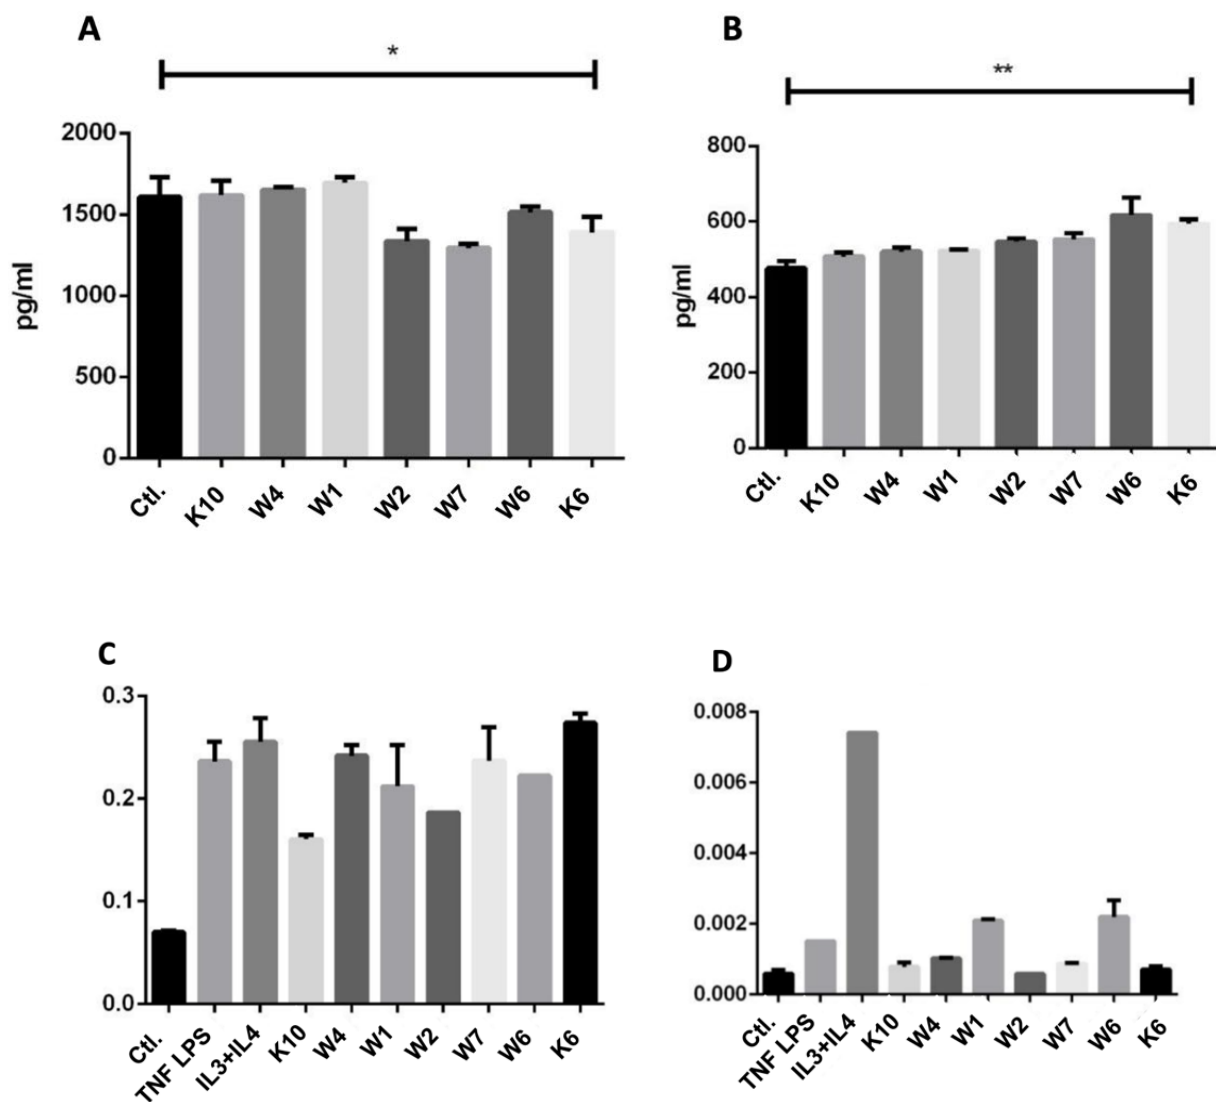 A
B
*
**
2000
1500
1000
500
0
pg/ml
Ctl.
K10
W4
W1
W2
W7
W6
K6
800
600
400
200
0
pg/ml
Ctl.
K10
W4
W1
W2
W7
W6
K6
C
D
0.3
0.2
0.1
0.0
Ctl.
TNF LPS
IL3+IL4
K10
W4
W1
W2
W7
W6
K6
0.008
0.006
0.004
0.002
0.000
Ctl.
TNF LPS
IL3+IL4
K10
W4
W1
W2
W7
W6
K6